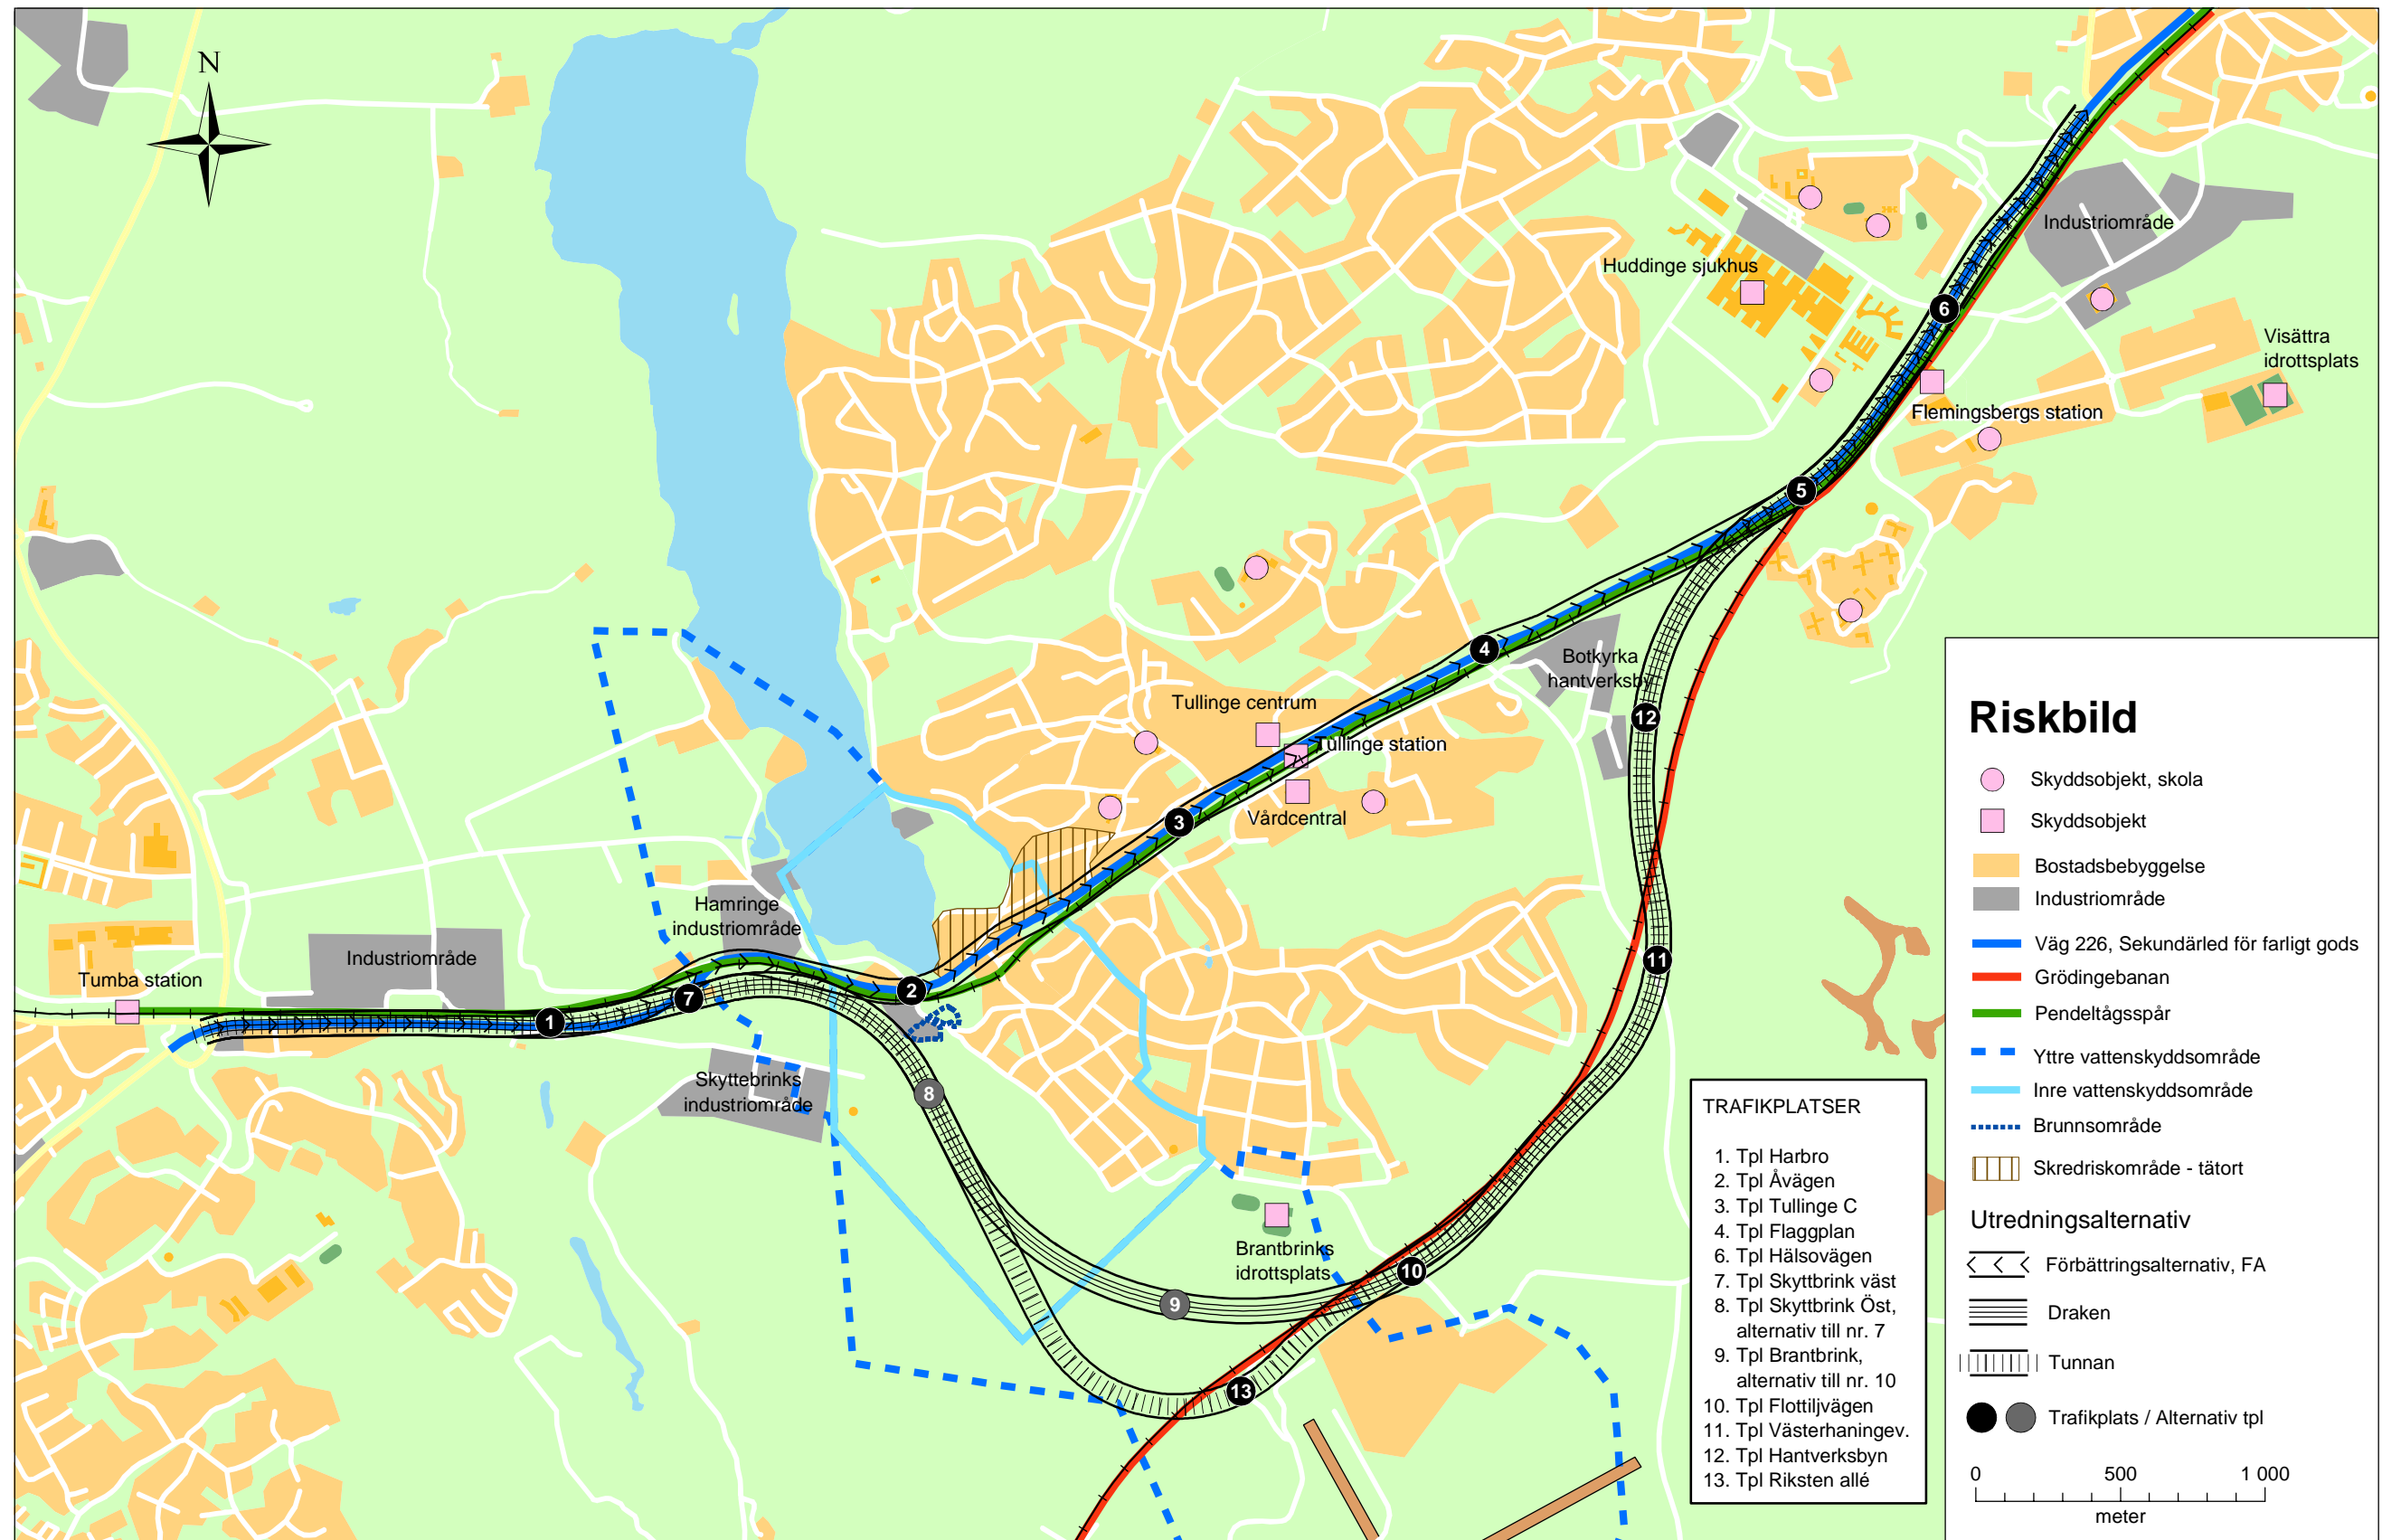 N
Industriområde
Huddinge sjukhus
6
Visättra
idrottsplats
Flemingsbergs station
5
4
Botkyrka
hantverksby
Tullinge centrum
12
Tullinge station
3
Vårdcentral
Hamringe
industriområde
Industriområde
Tumba station
11
7
2
1
Skyttebrinks
industriområde
8
Brantbrinks
idrottsplats
10
9
13
Riskbild
Skyddsobjekt, skola
Skyddsobjekt
Bostadsbebyggelse
Industriområde
Väg 226, Sekundärled för farligt gods
Grödingebanan
Pendeltågsspår
Yttre vattenskyddsområde
Inre vattenskyddsområde
Brunnsområde
Skredriskområde - tätort
Utredningsalternativ
Förbättringsalternativ, FA
Draken
Tunnan
Trafikplats / Alternativ tpl
0 500 1 000
meter
TRAFIKPLATSER
1. Tpl Harbro
2. Tpl Åvägen
3. Tpl Tullinge C
4. Tpl Flaggplan
6. Tpl Hälsovägen
7. Tpl Skyttbrink väst
8. Tpl Skyttbrink Öst,
alternativ till nr. 7
9. Tpl Brantbrink,
alternativ till nr. 10
10. Tpl Flottiljvägen
11. Tpl Västerhaningev.
12. Tpl Hantverksbyn
13. Tpl Riksten allé